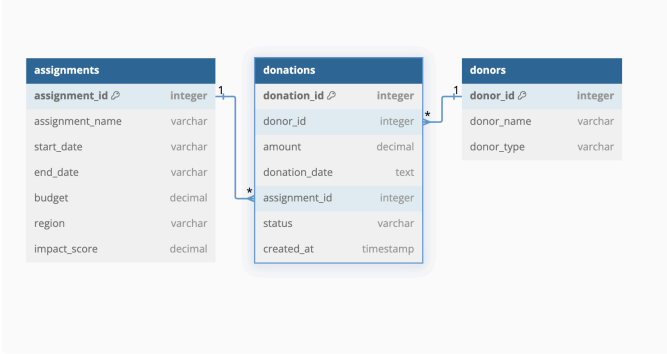 assignments
assignment_id integer
assignment_name varchar
start_date varchar
end_date varchar
budget decimal
region varchar
impact_score decimal
1
*
donations
donation_id integer
donor_id integer
amount decimal
donation_date text
assignment_id integer
status varchar
created_at timestamp
*
1
donors
donor_id integer
donor_name varchar
donor_type varchar